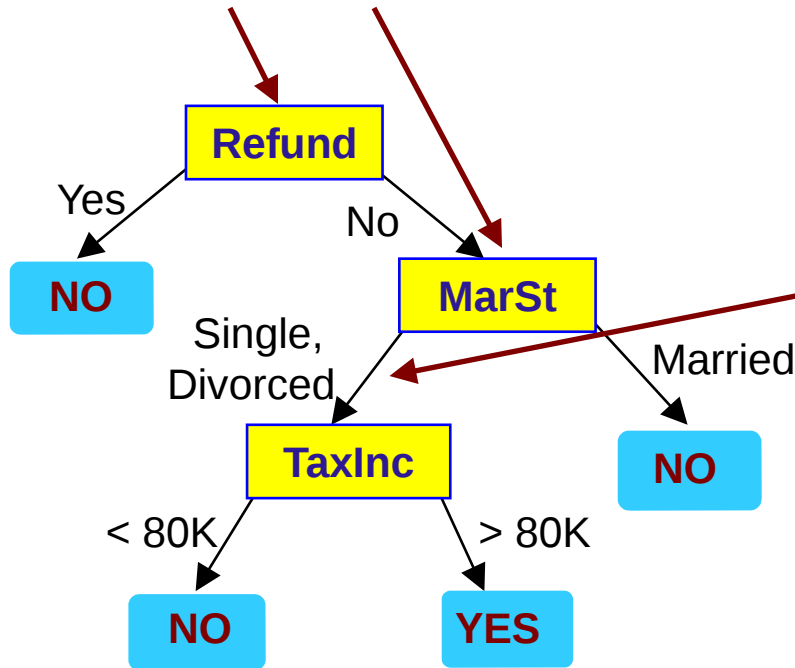 Refund
Yes
No
NO
MarSt
Single,
Divorced
Married
TaxInc
NO
< 80K
> 80K
NO
YES